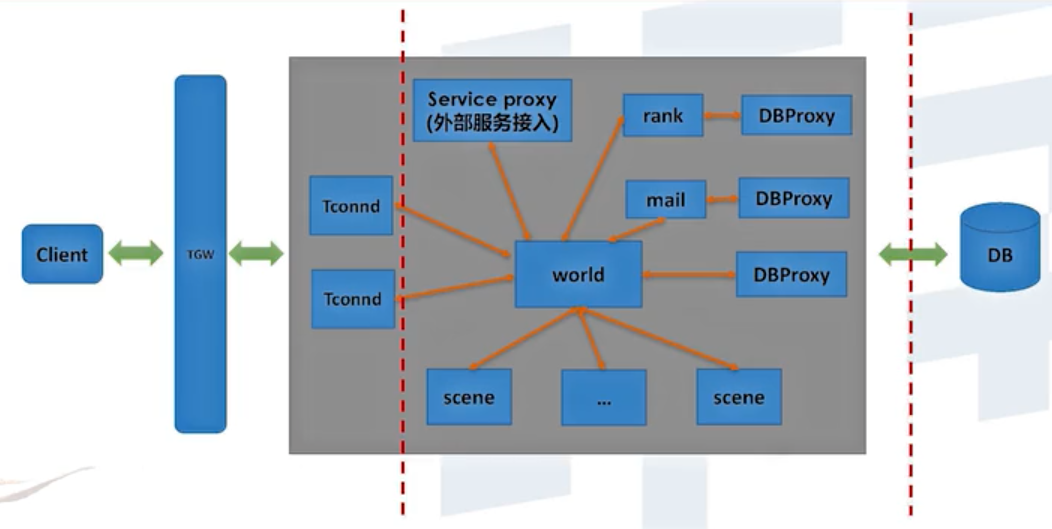 Service proxy
(外部服务接入)
rank
DBProxy
Tconnd
mail
DBProxy
Client
TGW
world
DBProxy
DB
Tconnd
scene
...
scene